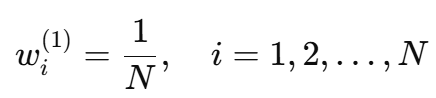 w_i^{(1)} = \frac{1}{N}, \quad i = 1, 2, \ldots, N